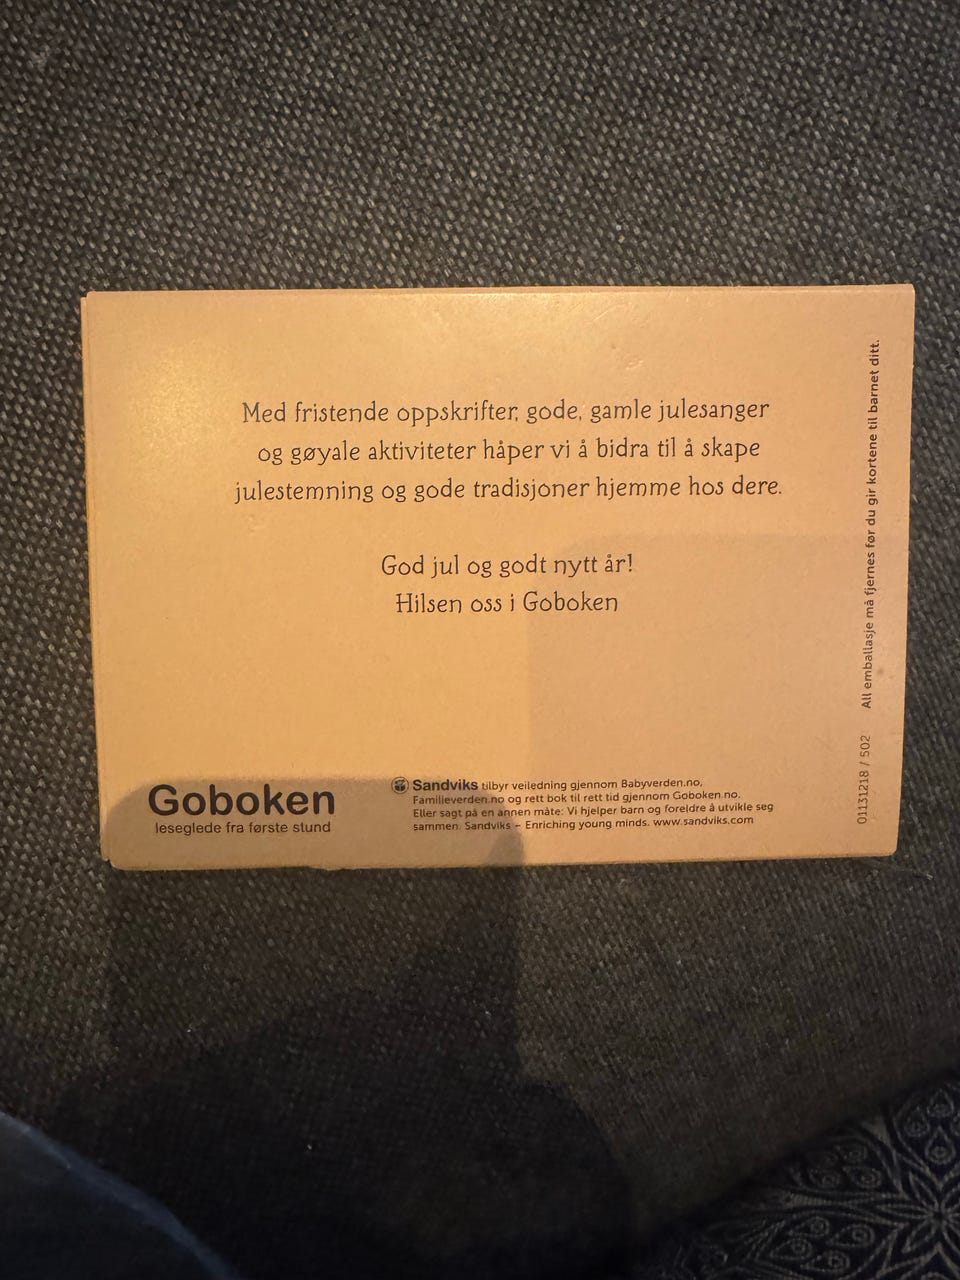 Med fristende oppskrifter, gode, gamle julesanger
og gøyale aktiviteter håper vi å bidra til å skape
julestemning og gode tradisjoner hjemme hos dere.
God jul og godt nytt år!
Hilsen oss i Goboken
Goboken
leseglede fra første stund
Sandviks tilbyr veiledning gjennom Babyverden.no,
Familieverden.no og rett bok til rett tid gjennom Goboken.no.
Eller sagt på en annen måte: Vi hjelper barn og foreldre å utvikle seg
sammen. Sandviks – Enriching young minds. www.sandviks.com
01131218 / 502 All emballasje må fjernes før du gir kortene til barnet ditt.